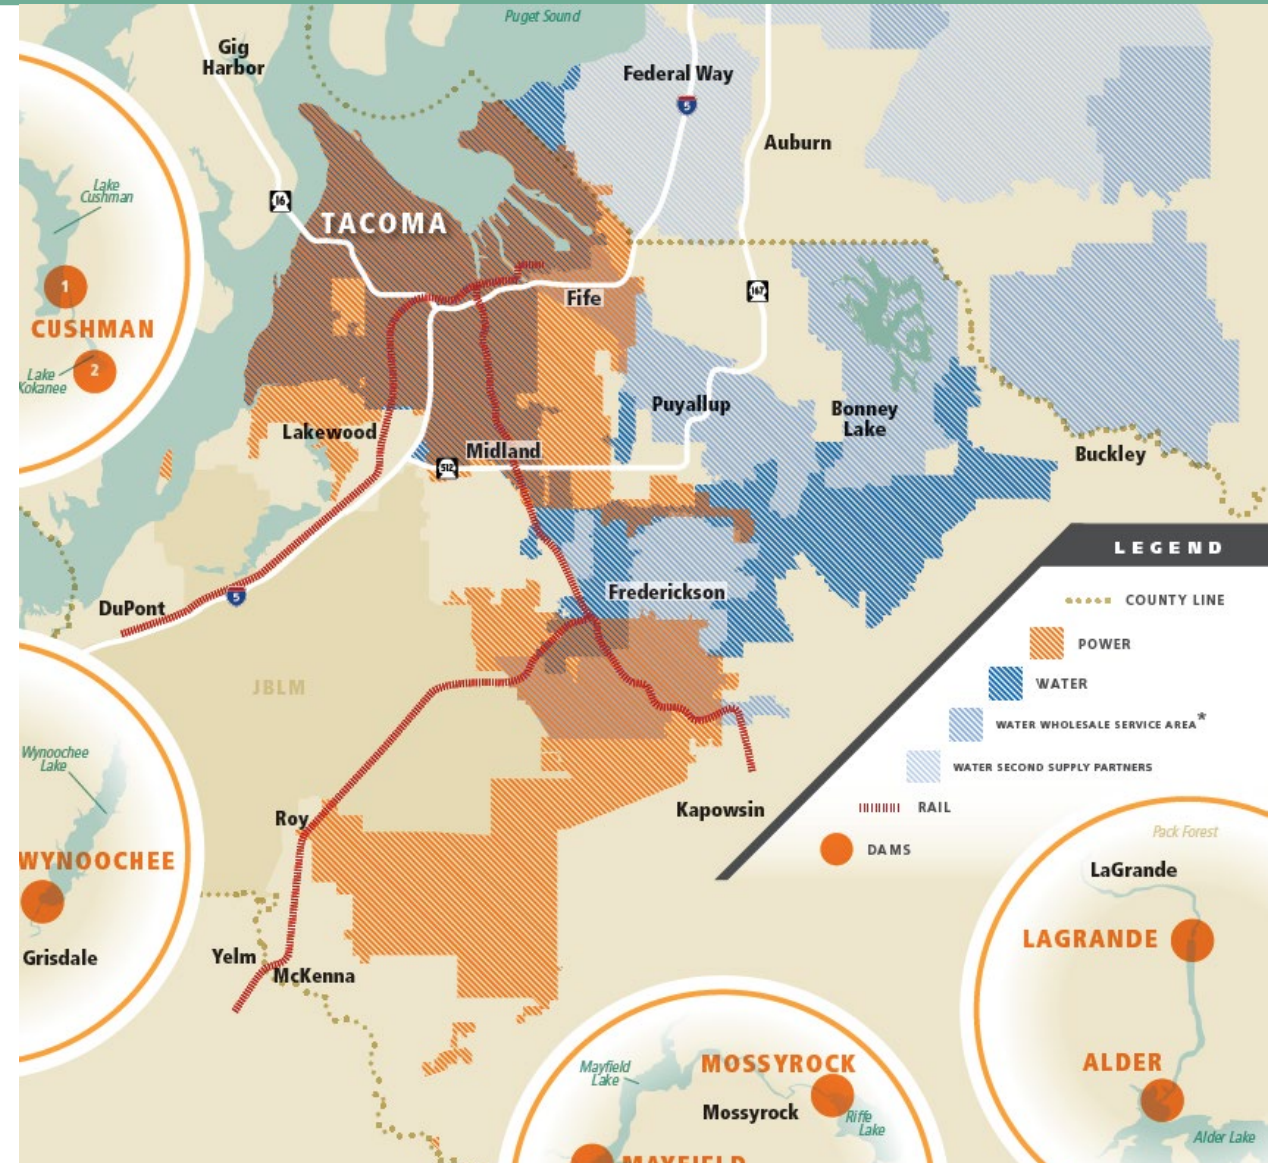 Puget Sound
Gig
Harbor
Federal Way
5
Auburn
16
TACOMA
Lake
Cushman
1
CUSHMAN
Lake
Kokanee
2
Fife
167
Lakewood
Midland
512
Puyallup
Bonney
Lake
Buckley
DuPont
5
Frederickson
JBLM
LEGEND
COUNTY LINE
POWER
WATER
WATER WHOLESALE SERVICE AREA*
WATER SECOND SUPPLY PARTNERS
RAIL
DAMS
Wynoochee
Lake
WYNOOCHEE
Grisdale
Roy
Kapowsin
Yelm
McKenna
Pack Forest
LaGrande
LAGRANDE
ALDER
Alder Lake
Mayfield
Lake
MOSSYROCK
Mossyrock
Riffe
Lake
MAYFIELD